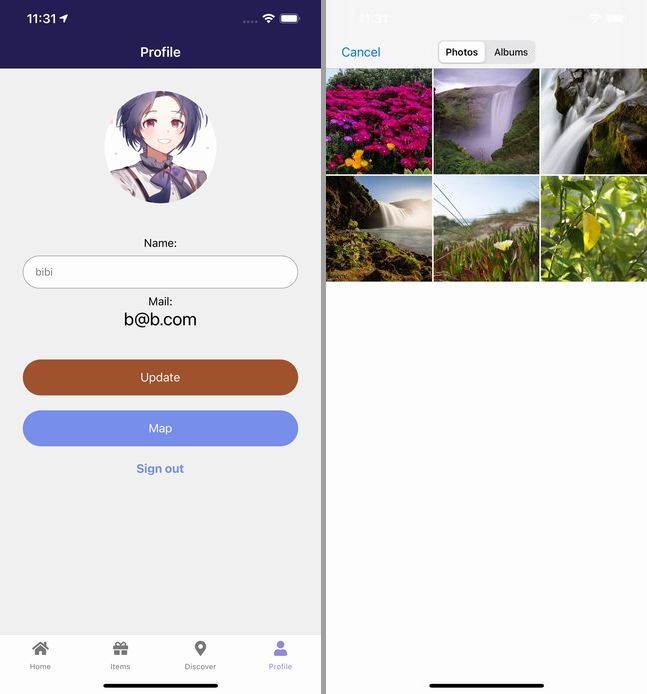 11:31
Profile
Name:
bibi
Mail:
b@b.com
Update
Map
Sign out
Home
Items
Discover
Profile
11:31
Cancel
Photos
Albums